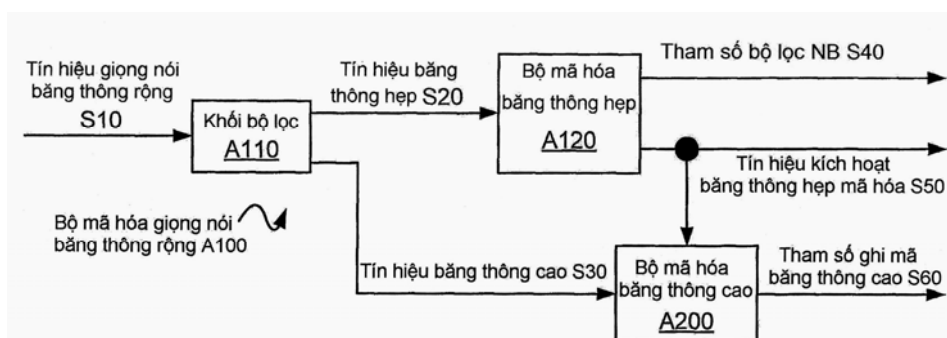 Tín hiệu giọng nói
băng thông rộng
S10
Khối bộ lọc
A110
Tín hiệu băng
thông hẹp S20
Bộ mã hóa
băng thông hẹp
A120
Tham số bộ lọc NB S40
Tín hiệu kích hoạt
băng thông hẹp mã hóa S50
Bộ mã hóa giọng nói
băng thông rộng A100
Tín hiệu băng thông cao S30
Bộ mã hóa
băng thông cao
A200
Tham số ghi mã
băng thông cao S60